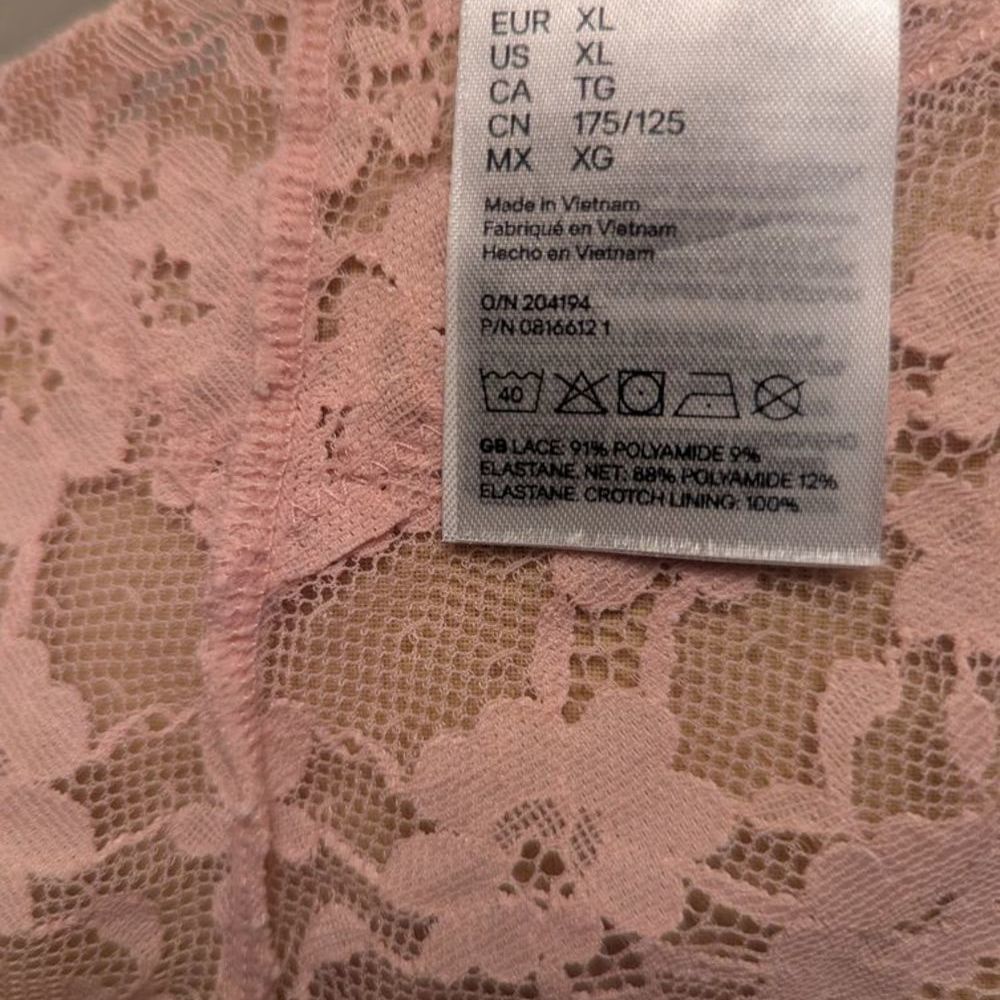 EUR XL
US XL
CA TG
CN 175/125
MX XG
Made in Vietnam
Fabriqué en Vietnam
Hecho en Vietnam
O/N 204194
P/N 0816612 1
40
GB LACE: 91% POLYAMIDE 9%
ELASTANE. NET: 88% POLYAMIDE 12%
ELASTANE. CROTCH LINING: 100%